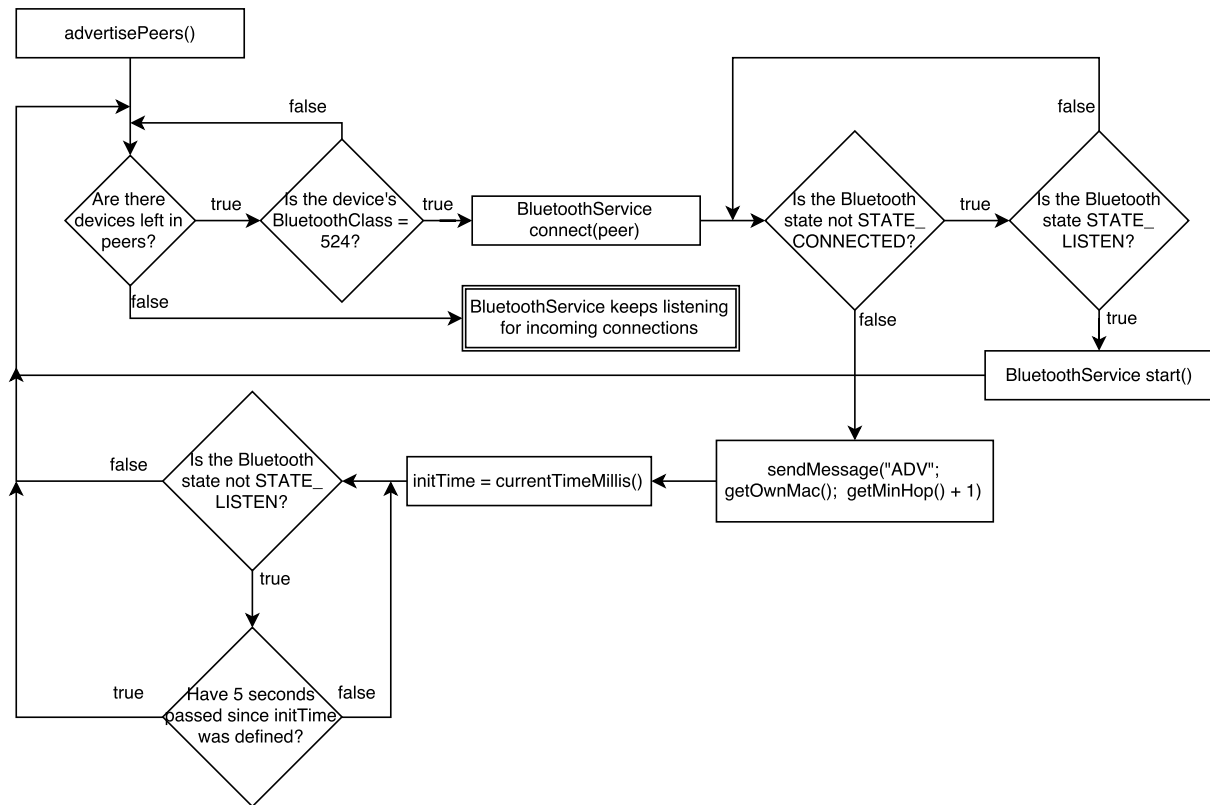 advertisePeers()
false
false
Are there
devices left in
peers?
true
Is the device's
BluetoothClass =
524?
true
BluetoothService
connect(peer)
Is the Bluetooth
state not STATE_
CONNECTED?
true
Is the Bluetooth
state STATE_
LISTEN?
false
BluetoothService keeps listening
for incoming connections
false
true
BluetoothService start()
false
Is the Bluetooth
state not STATE_
LISTEN?
initTime = currentTimeMillis()
sendMessage("ADV";
getOwnMac();  getMinHop() + 1)
true
true
Have 5 seconds
passed since initTime
was defined?
false